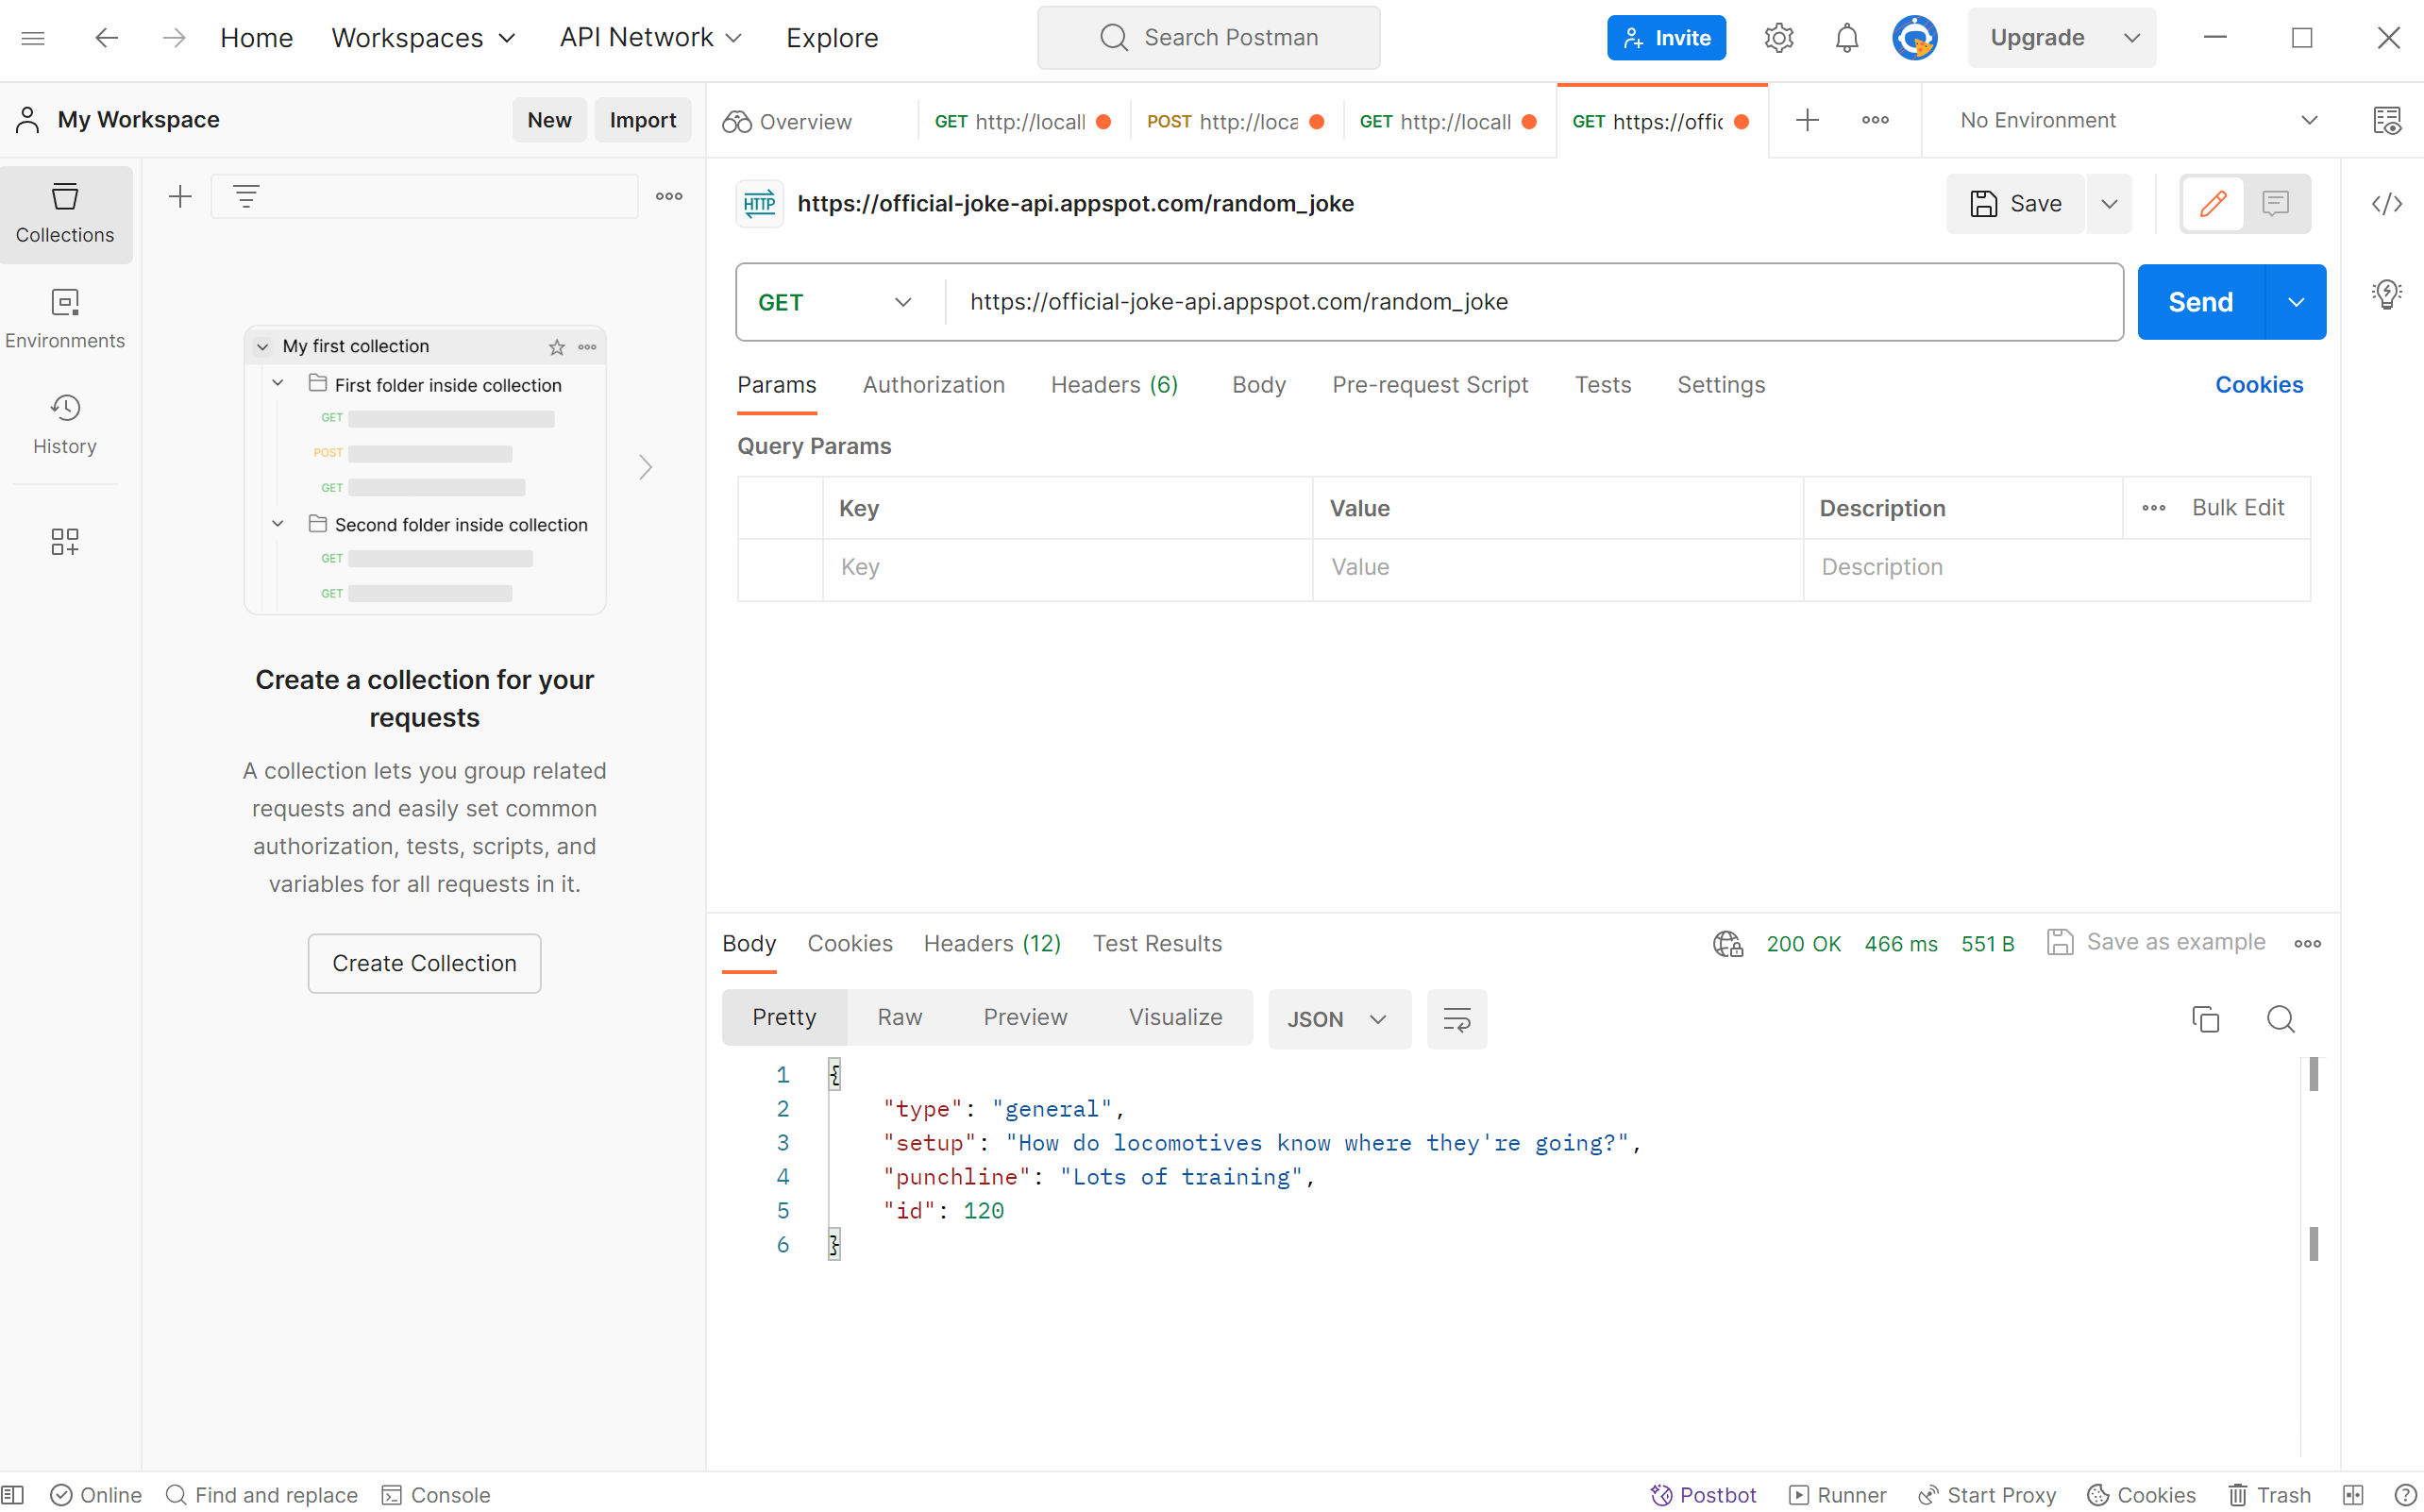 Home Workspaces API Network Explore Search Postman Invite Upgrade
My Workspace New Import Overview GET http://locall POST http://loca GET http://locall GET https://offic No Environment
Collections
Environments
History
My first collection
First folder inside collection
GET
POST
GET
Second folder inside collection
GET
GET
Create a collection for your
requests
A collection lets you group related
requests and easily set common
authorization, tests, scripts, and
variables for all requests in it.
Create Collection
HTTP https://official-joke-api.appspot.com/random_joke Save
GET https://official-joke-api.appspot.com/random_joke Send
Params Authorization Headers (6) Body Pre-request Script Tests Settings Cookies
Query Params
Key Value Description Bulk Edit
Key Value Description
Body Cookies Headers (12) Test Results 200 OK 466 ms 551 B Save as example
Pretty Raw Preview Visualize JSON
1 {
2 "type": "general",
3 "setup": "How do locomotives know where they're going?",
4 "punchline": "Lots of training",
5 "id": 120
6 }
Online Find and replace Console Postbot Runner Start Proxy Cookies Trash